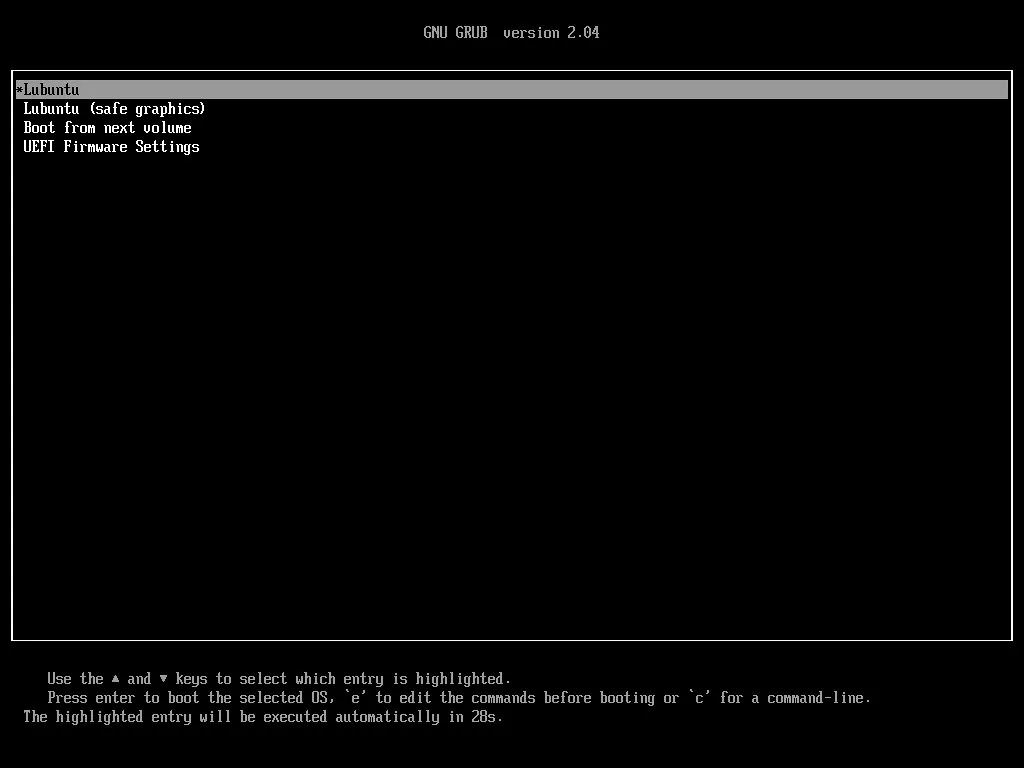 GNU GRUB  version 2.04
*Lubuntu
Lubuntu (safe graphics)
Boot from next volume
UEFI Firmware Settings
Use the ▲ and ▼ keys to select which entry is highlighted.
Press enter to boot the selected OS, `e' to edit the commands before booting or `c' for a command-line.
The highlighted entry will be executed automatically in 28s.